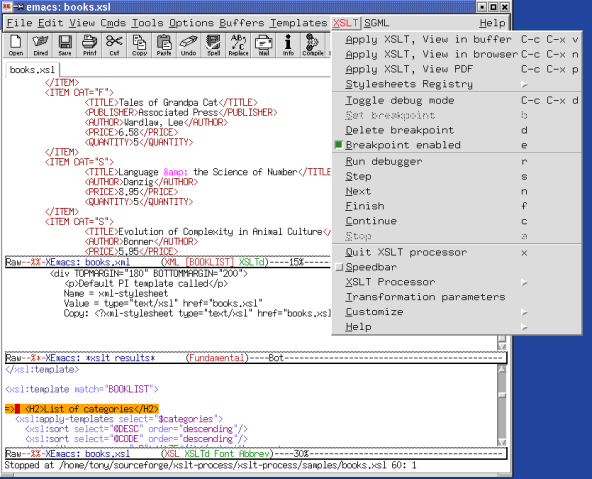 emacs: books.xsl
File Edit View Cmds Tools Options Buffers Templates XSLT SGML Help
Open Dired Save Print Cut Copy Paste Undo Spell Replace Mail Info Compile
books.xsl
</ITEM>
<ITEM CAT="F">
<TITLE>Tales of Grandpa Cat</TITLE>
<PUBLISHER>Associated Press</PUBLISHER>
<AUTHOR>Wardlaw, Lee</AUTHOR>
<PRICE>6.58</PRICE>
<QUANTITY>5</QUANTITY>
</ITEM>
<ITEM CAT="S">
<TITLE>Language &amp; the Science of Number</TITLE
<AUTHOR>Danzig</AUTHOR>
<PRICE>8.95</PRICE>
<QUANTITY>5</QUANTITY>
</ITEM>
<ITEM CAT="S">
<TITLE>Evolution of Complexity in Animal Culture</
<AUTHOR>Bonner</AUTHOR>
<PRICE>5.95</PRICE>
Raw--%%-XEmacs: books.xml (XML [BOOKLIST] XSLTd)----15%
<div TOPMARGIN="180" BOTTOMMARGIN="200">
<p>Default PI template called</p>
Name = xml-stylesheet
Value = type="text/xsl" href="books.xsl"
Copy: <?xml-stylesheet type="text/xsl" href="books.xsl
Raw--%*-XEmacs: *xslt results* (Fundamental)----Bot
</xsl:template>
<xsl:template match="BOOKLIST">
=> <H2>List of categories</H2>
<xsl:apply-templates select="$categories">
<xsl:sort select="@DESC" order="descending"/>
<xsl:sort select="@CODE" order="descending"/>
Raw--%%-XEmacs: books.xsl (XSL XSLTd Font Abbrev)----30%
Stopped at /home/tony/sourceforge/xslt-process/xslt-process/samples/books.xsl 60: 1
Apply XSLT, View in buffer C-c C-x v
Apply XSLT, View in browser C-c C-x n
Apply XSLT, View PDF C-c C-x p
Stylesheets Registry
Toggle debug mode C-c C-x d
Set breakpoint b
Delete breakpoint d
Breakpoint enabled e
Run debugger r
Step s
Next n
Finish f
Continue c
Stop a
Quit XSLT processor x
Speedbar
XSLT Processor
Transformation parameters
Customize
Help